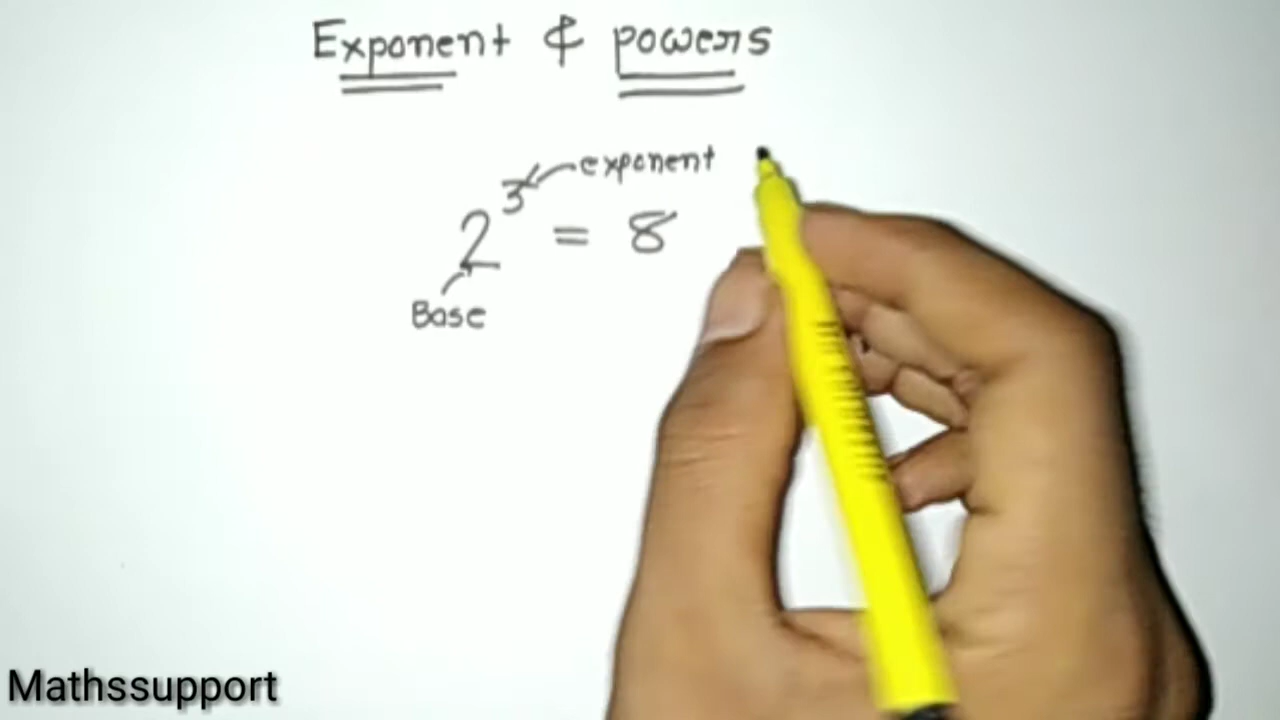 Exponent & powers
exponent
2³ = 8
Base
Mathssupport